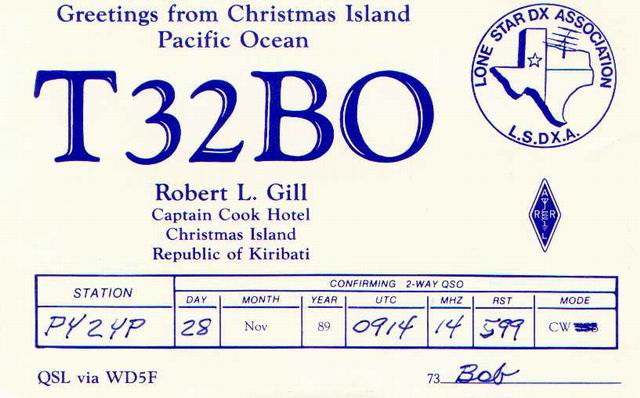 Greetings from Christmas Island
Pacific Ocean
T32BO
LONE STAR DX ASSOCIATION
L.S.DX.A.
Robert L. Gill
Captain Cook Hotel
Christmas Island
Republic of Kiribati
A
R R
L
STATION
CONFIRMING 2-WAY QSO
DAY MONTH YEAR UTC MHZ RST MODE
PY2YP 28 Nov 89 0914 14 599 CW
QSL via WD5F
73 Bob